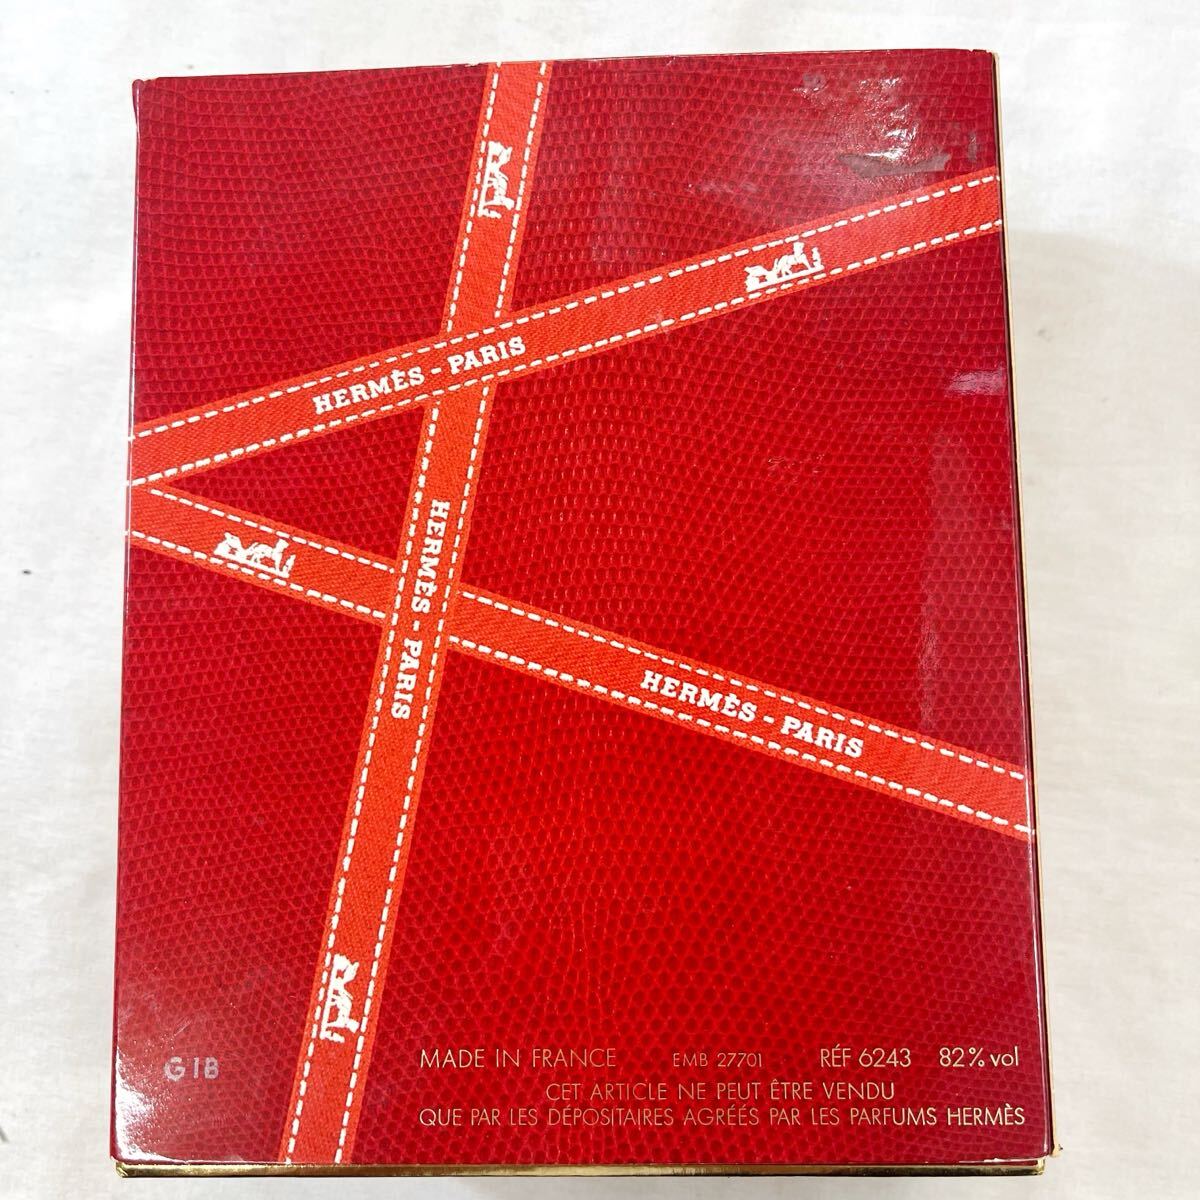 HERMÈS - PARIS
HERMÈS - PARIS
HERMÈS - PARIS
G1B
MADE IN FRANCE EMB 27701 RÉF 6243 82% vol
CET ARTICLE NE PEUT ÊTRE VENDU
QUE PAR LES DÉPOSITAIRES AGRÉÉS PAR LES PARFUMS HERMÈS